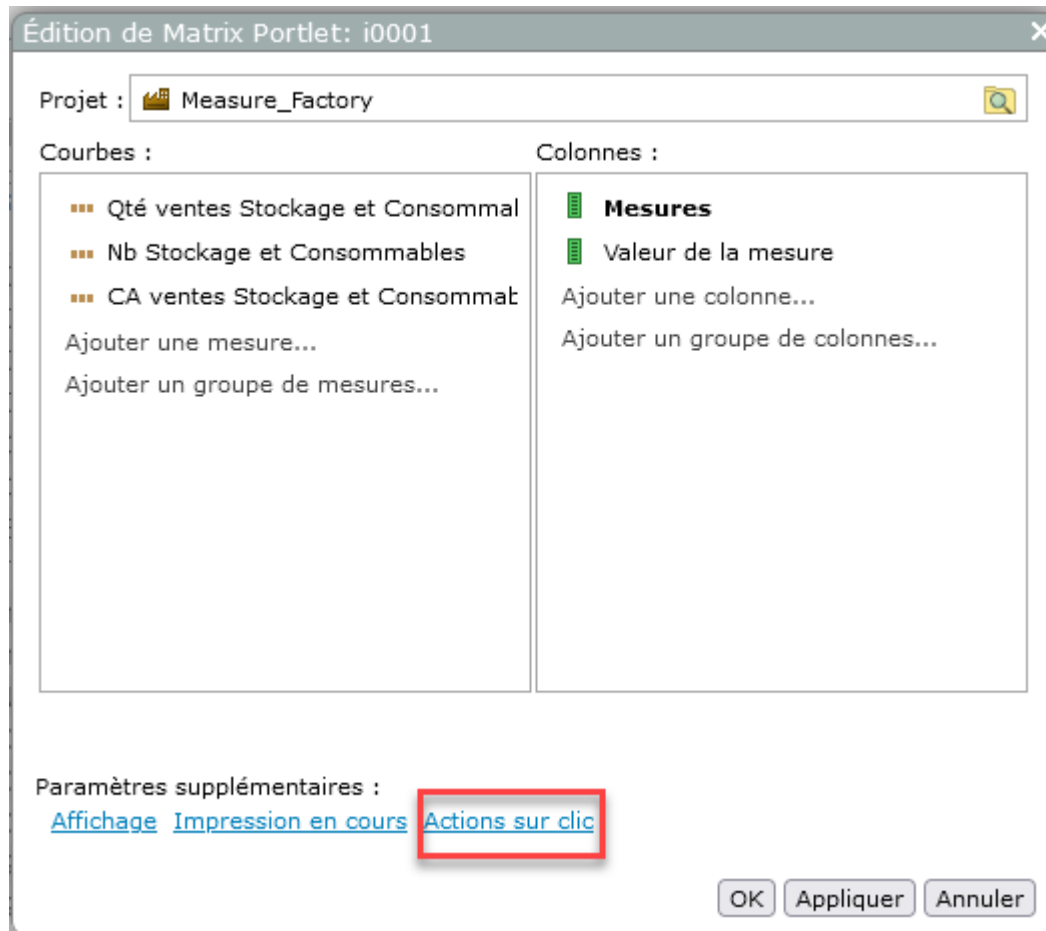 Édition de Matrix Portlet: i0001
Projet : Measure_Factory
Courbes :
Colonnes :
Qté ventes Stockage et Consommal
Nb Stockage et Consommables
CA ventes Stockage et Consommat
Ajouter une mesure...
Ajouter un groupe de mesures...
Mesures
Valeur de la mesure
Ajouter une colonne...
Ajouter un groupe de colonnes...
Paramètres supplémentaires :
Affichage Impression en cours Actions sur clic
OK Appliquer Annuler